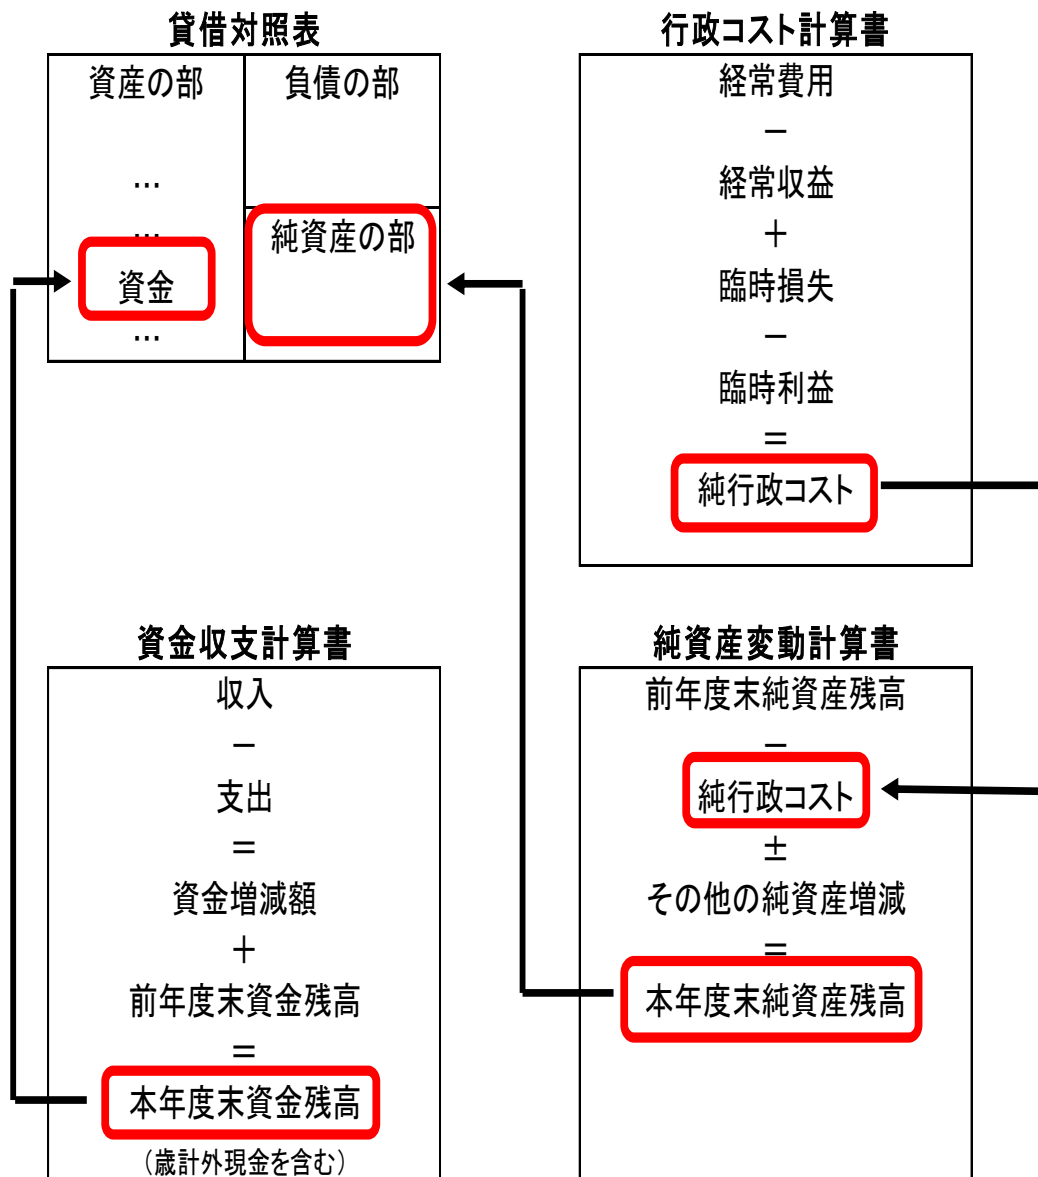 貸借対照表
資産の部
…
…
資金
…
負債の部
純資産の部
行政コスト計算書
経常費用
－
経常収益
＋
臨時損失
－
臨時利益
＝
純行政コスト
資金収支計算書
収入
－
支出
＝
資金増減額
＋
前年度末資金残高
＝
本年度末資金残高
（歳計外現金を含む）
純資産変動計算書
前年度末純資産残高
－
純行政コスト
±
その他の純資産増減
＝
本年度末純資産残高